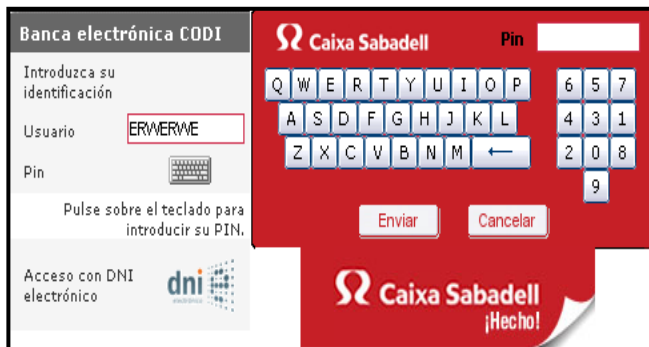 Banca electrónica CODI
Introduzca su
identificación
Usuario ERWERWE
Pin
Pulse sobre el teclado para
introducir su PIN.
Acceso con DNI
electrónico
dni
Caixa Sabadell Pin
Q W E R T Y U I O P 6 5 7
A S D F G H J K L 4 3 1
Z X C V B N M ← 2 0 8
9
Enviar Cancelar
Caixa Sabadell
¡Hecho!